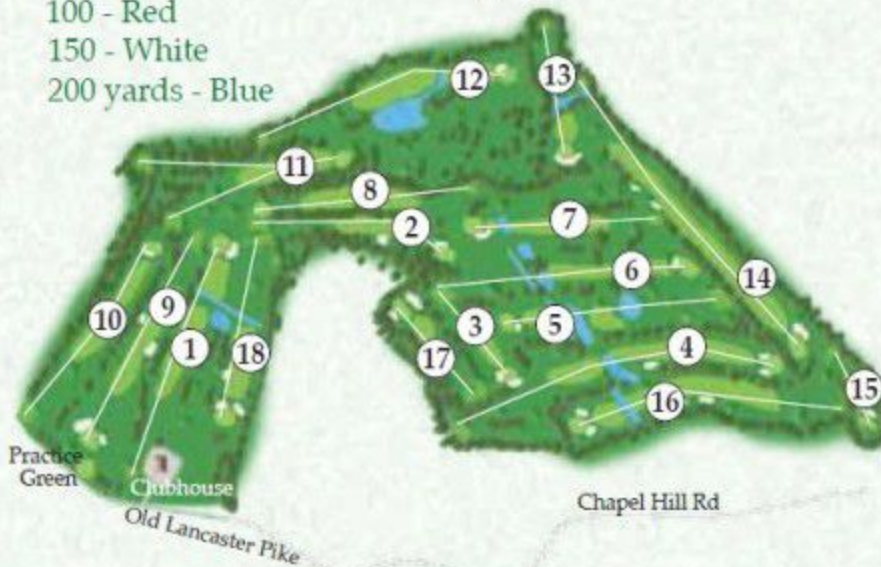 100 - Red
150 - White
200 yards - Blue
12
13
11
8
2
7
6
14
10
9
1
18
3
5
17
4
16
15
Practice
Green
Clubhouse
Old Lancaster Pike
Chapel Hill Rd